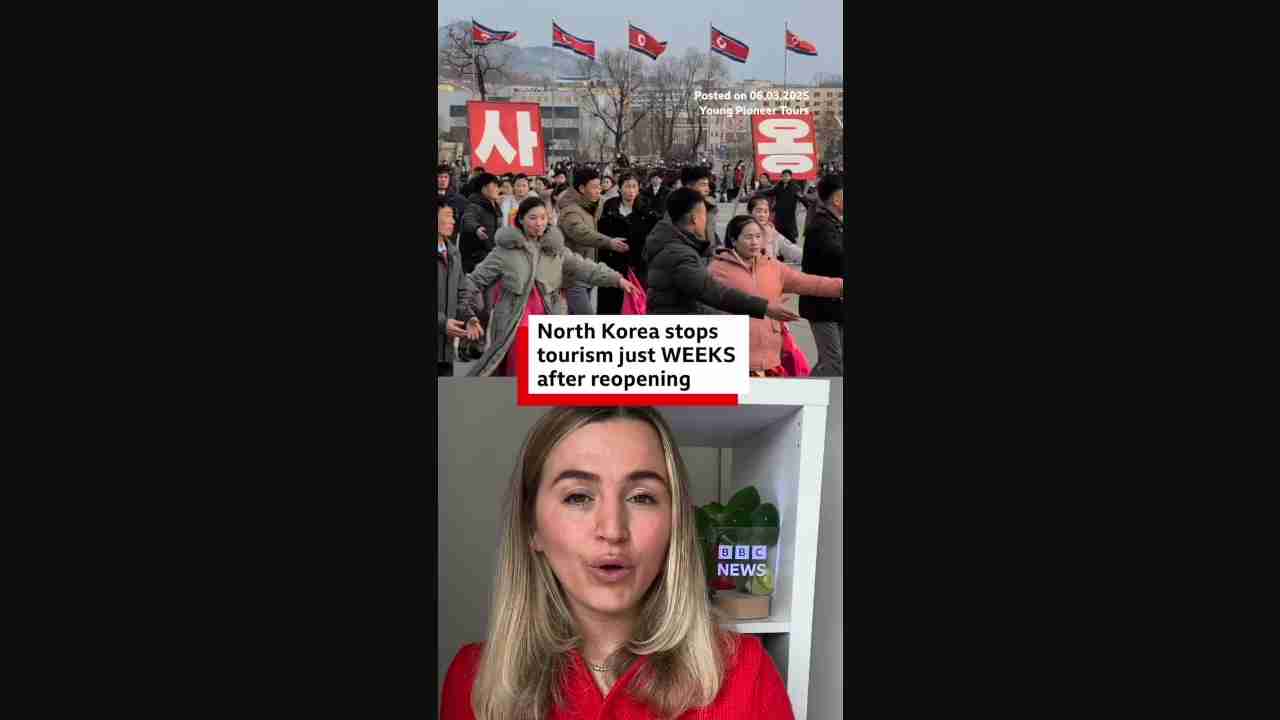 Posted on 06.03.2025
Young Pioneer Tours
사
옹
North Korea stops
tourism just WEEKS
after reopening
BBC
NEWS